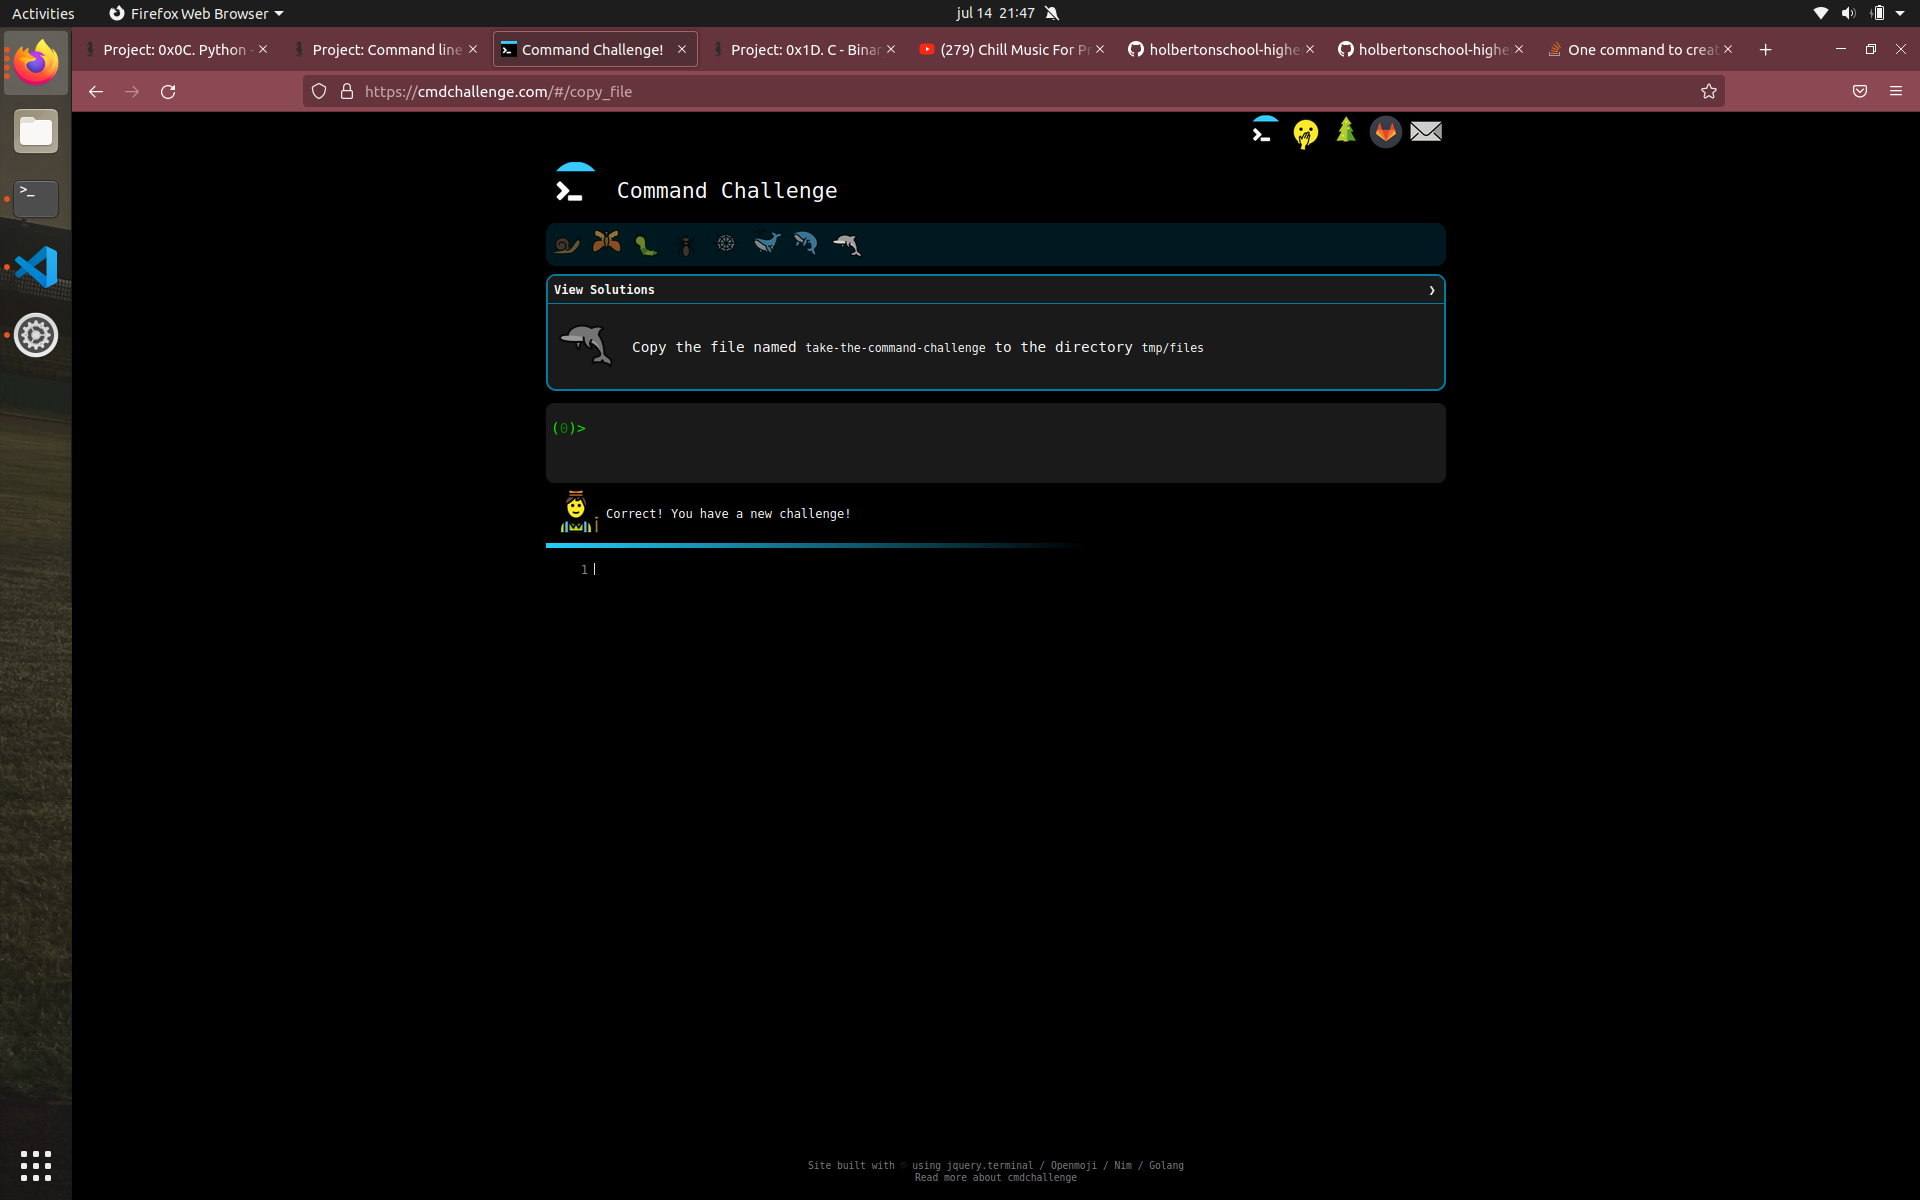 Activities
Firefox Web Browser
jul 14 21:47
Project: 0x0C. Python -
Project: Command line
Command Challenge!
Project: 0x1D. C - Binar
(279) Chill Music For Pr
holbertonschool-highe
holbertonschool-highe
One command to creat
https://cmdchallenge.com/#/copy_file
Command Challenge
View Solutions
Copy the file named take-the-command-challenge to the directory tmp/files
(0)>
Correct! You have a new challenge!
1
Site built with ♡ using jquery.terminal / Openmoji / Nim / Golang
Read more about cmdchallenge